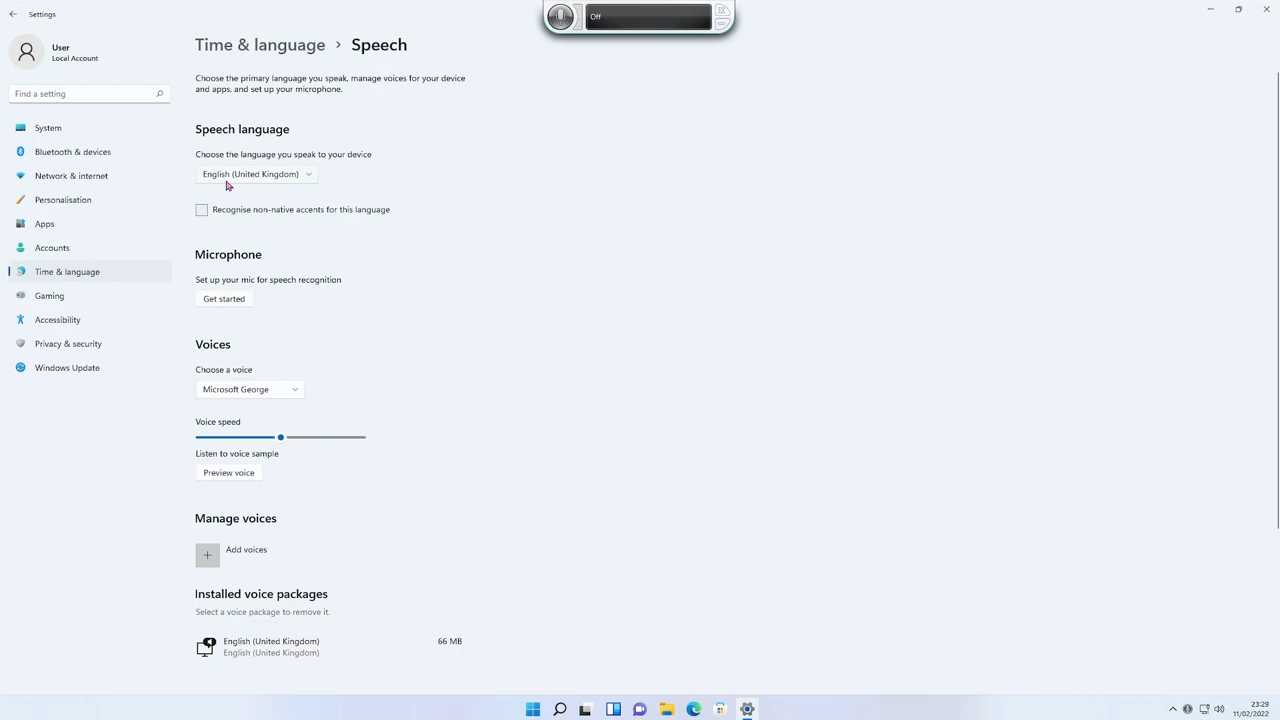 Settings
Off
User
Local Account
Find a setting
System
Bluetooth & devices
Network & internet
Personalisation
Apps
Accounts
Time & language
Gaming
Accessibility
Privacy & security
Windows Update
Time & language › Speech
Choose the primary language you speak, manage voices for your device
and apps, and set up your microphone.
Speech language
Choose the language you speak to your device
English (United Kingdom)
Recognise non-native accents for this language
Microphone
Set up your mic for speech recognition
Get started
Voices
Choose a voice
Microsoft George
Voice speed
Listen to voice sample
Preview voice
Manage voices
Add voices
Installed voice packages
Select a voice package to remove it.
English (United Kingdom) 66 MB
English (United Kingdom)
23:29
11/02/2022